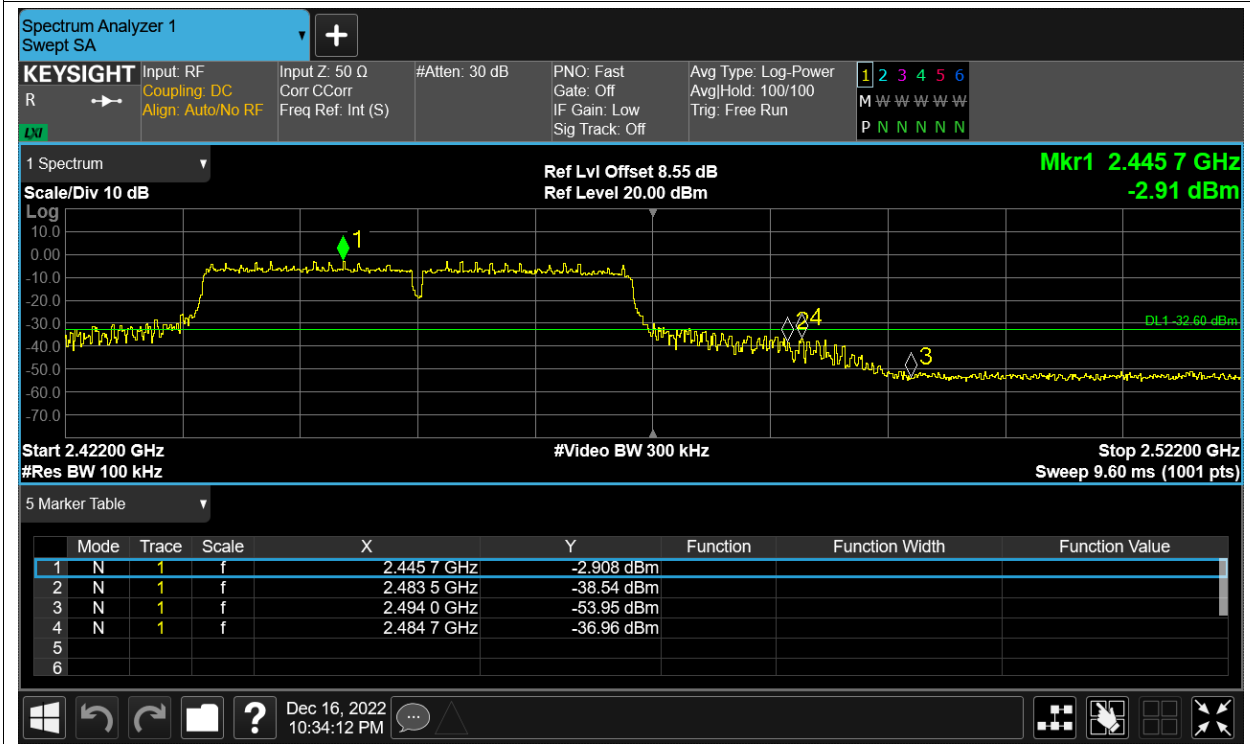 Spectrum Analyzer 1
Swept SA
+
KEYSIGHT Input: RF Input Z: 50 Ω #Atten: 30 dB PNO: Fast Avg Type: Log-Power 1 2 3 4 5 6
R Coupling: DC Corr CCorr Gate: Off Avg|Hold: 100/100 M W W W W W
Align: Auto/No RF Freq Ref: Int (S) IF Gain: Low Trig: Free Run
LXI Sig Track: Off P N N N N N
1 Spectrum Ref Lvl Offset 8.55 dB Mkr1 2.445 7 GHz
Scale/Div 10 dB Ref Level 20.00 dBm -2.91 dBm
Log
10.0
0.00
-10.0
-20.0
-30.0
-40.0
-50.0
-60.0
-70.0
1
2 4
3
DL1 -32.60 dBm
Start 2.42200 GHz #Video BW 300 kHz Stop 2.52200 GHz
#Res BW 100 kHz Sweep 9.60 ms (1001 pts)
5 Marker Table
Mode Trace Scale X Y Function Function Width Function Value
1 N 1 f 2.445 7 GHz -2.908 dBm
2 N 1 f 2.483 5 GHz -38.54 dBm
3 N 1 f 2.494 0 GHz -53.95 dBm
4 N 1 f 2.484 7 GHz -36.96 dBm
5
6
? Dec 16, 2022
10:34:12 PM